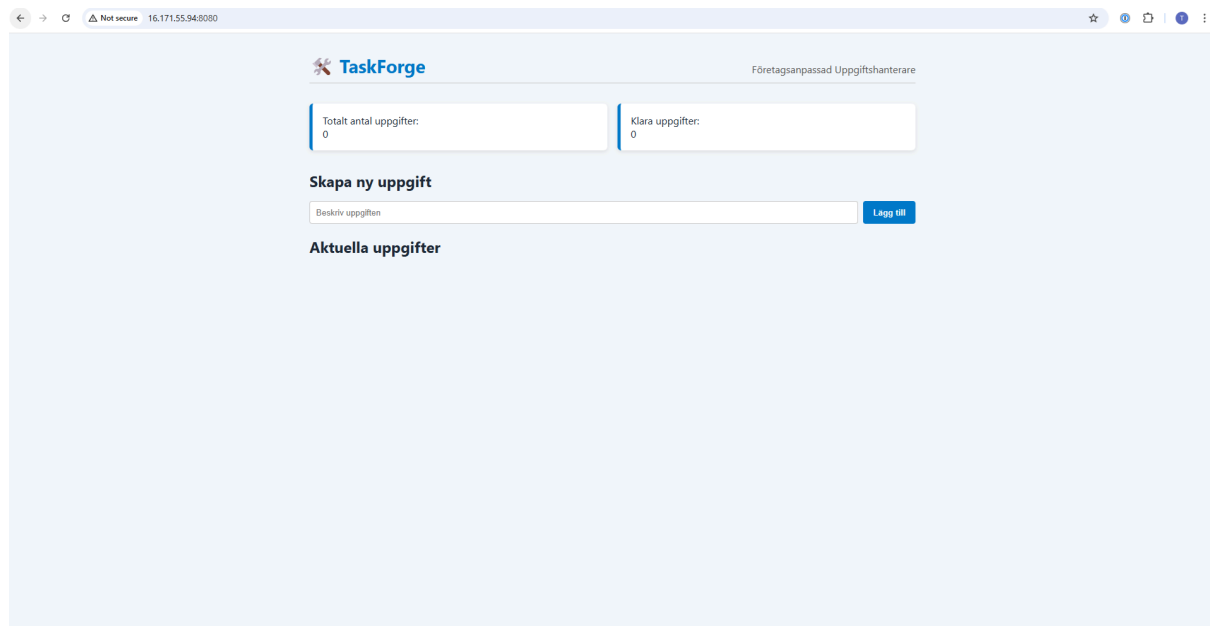 Not secure 16.171.55.94:8080
T
TaskForge
Företagsanpassad Uppgiftshanterare
Totalt antal uppgifter:
0
Klara uppgifter:
0
Skapa ny uppgift
Beskriv uppgiften
Lägg till
Aktuella uppgifter